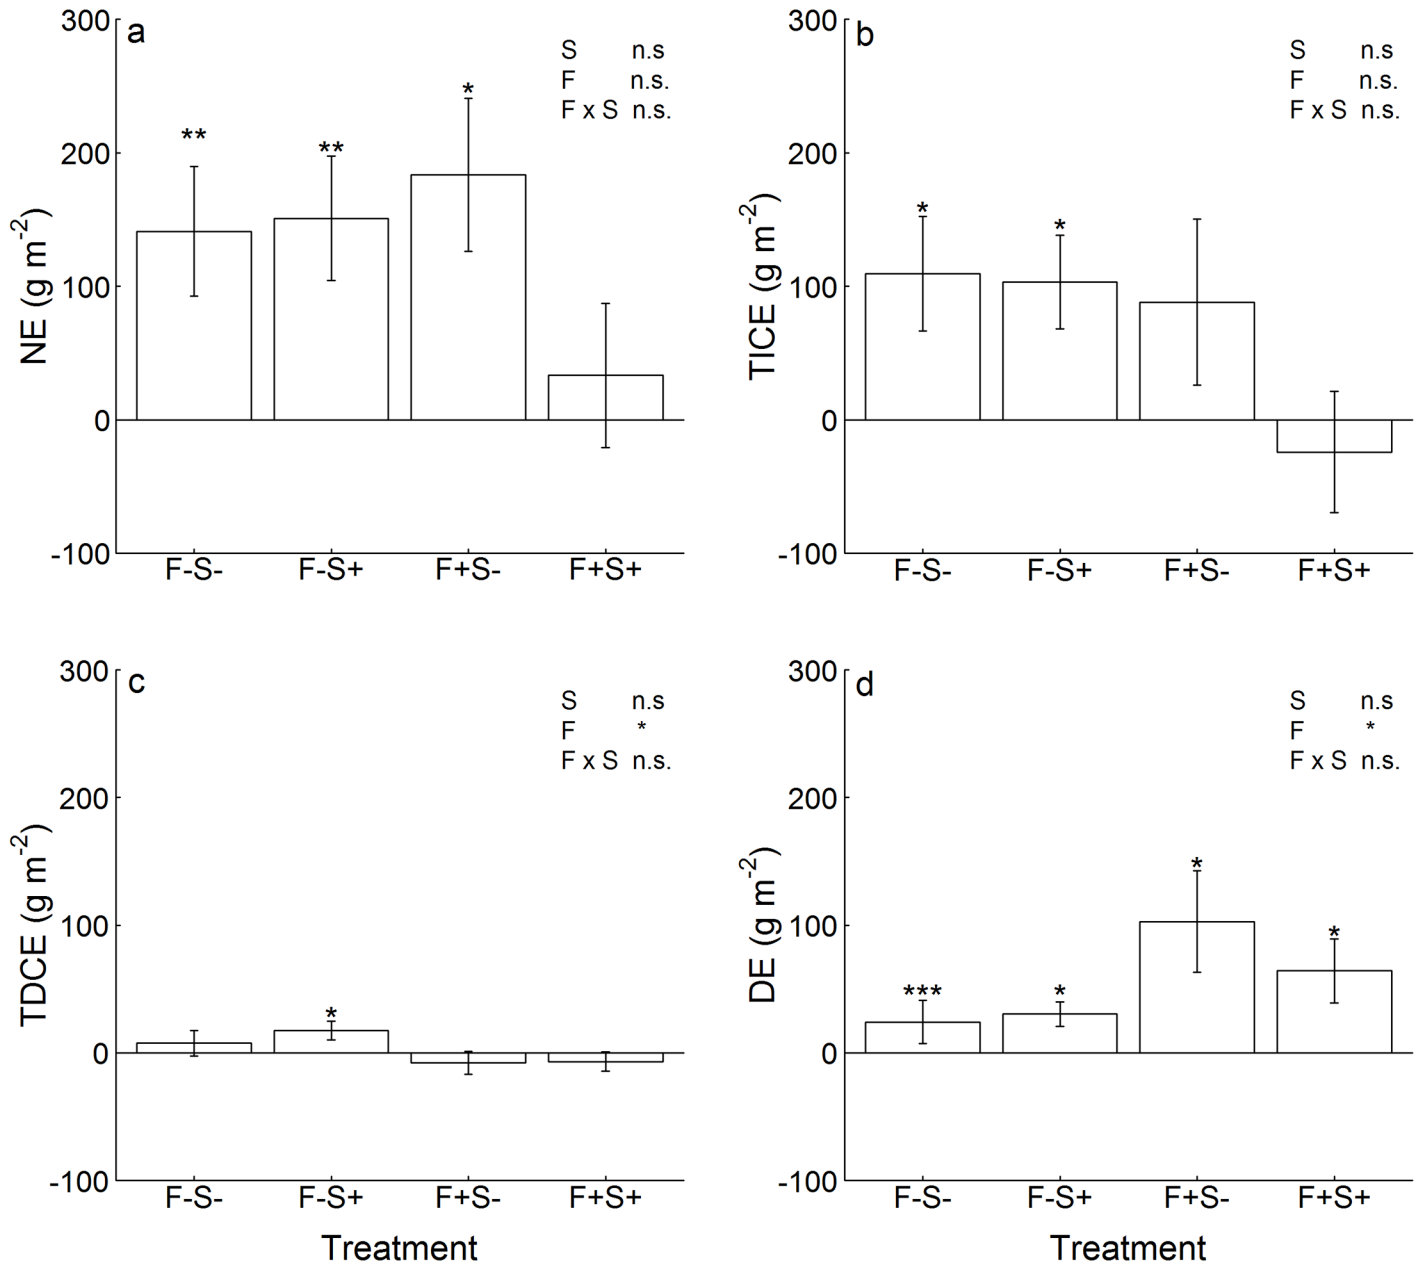 a
S n.s
F n.s.
F x S n.s.
300
200
100
0
-100
NE (g m-2)
** ** *
F-S- F-S+ F+S- F+S+
b
S n.s
F n.s.
F x S n.s.
300
200
100
0
-100
TICE (g m-2)
* *
F-S- F-S+ F+S- F+S+
c
S n.s
F *
F x S n.s.
300
200
100
0
-100
TDCE (g m-2)
*
F-S- F-S+ F+S- F+S+
Treatment
d
S n.s
F *
F x S n.s.
300
200
100
0
-100
DE (g m-2)
*** * * *
F-S- F-S+ F+S- F+S+
Treatment